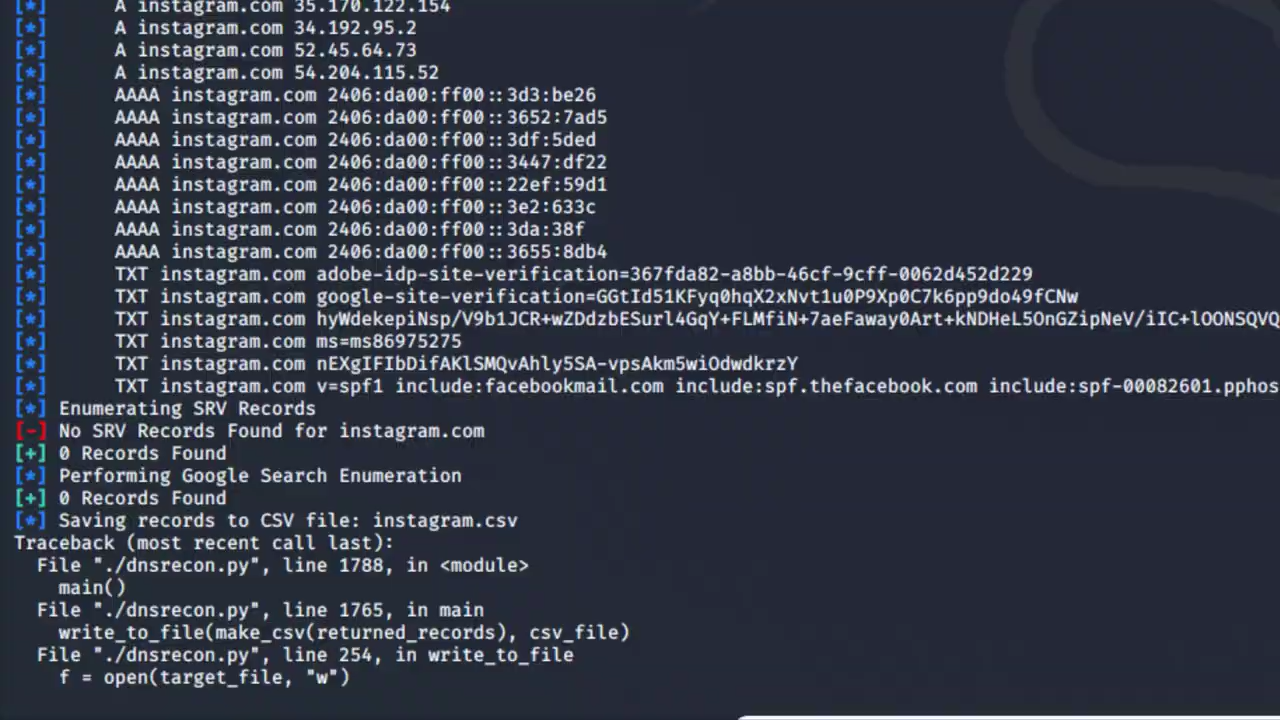 [*] A instagram.com 35.170.122.154
[*] A instagram.com 34.192.95.2
[*] A instagram.com 52.45.64.73
[*] A instagram.com 54.204.115.52
[*] AAAA instagram.com 2406:da00:ff00::3d3:be26
[*] AAAA instagram.com 2406:da00:ff00::3652:7ad5
[*] AAAA instagram.com 2406:da00:ff00::3df:5ded
[*] AAAA instagram.com 2406:da00:ff00::3447:df22
[*] AAAA instagram.com 2406:da00:ff00::22ef:59d1
[*] AAAA instagram.com 2406:da00:ff00::3e2:633c
[*] AAAA instagram.com 2406:da00:ff00::3da:38f
[*] AAAA instagram.com 2406:da00:ff00::3655:8db4
[*] TXT instagram.com adobe-idp-site-verification=367fda82-a8bb-46cf-9cff-0062d452d229
[*] TXT instagram.com google-site-verification=GGtId51KFyq0hqX2xNvt1u0P9Xp0C7k6pp9do49fCNw
[*] TXT instagram.com hyWdekepiNsp/V9b1JCR+wZDdzbESurl4GqY+FLMfiN+7aeFaway0Art+kNDHeL5OnGZipNeV/iIC+lOONSQVQ
[*] TXT instagram.com ms=ms86975275
[*] TXT instagram.com nEXgIFIbDifAKlSMQvAhly5SA-vpsAkm5wiOdwdkrzY
[*] TXT instagram.com v=spf1 include:facebookmail.com include:spf.thefacebook.com include:spf-00082601.pphos
[*] Enumerating SRV Records
[-] No SRV Records Found for instagram.com
[+] 0 Records Found
[*] Performing Google Search Enumeration
[+] 0 Records Found
[*] Saving records to CSV file: instagram.csv
Traceback (most recent call last):
File "./dnsrecon.py", line 1788, in <module>
main()
File "./dnsrecon.py", line 1765, in main
write_to_file(make_csv(returned_records), csv_file)
File "./dnsrecon.py", line 254, in write_to_file
f = open(target_file, "w")